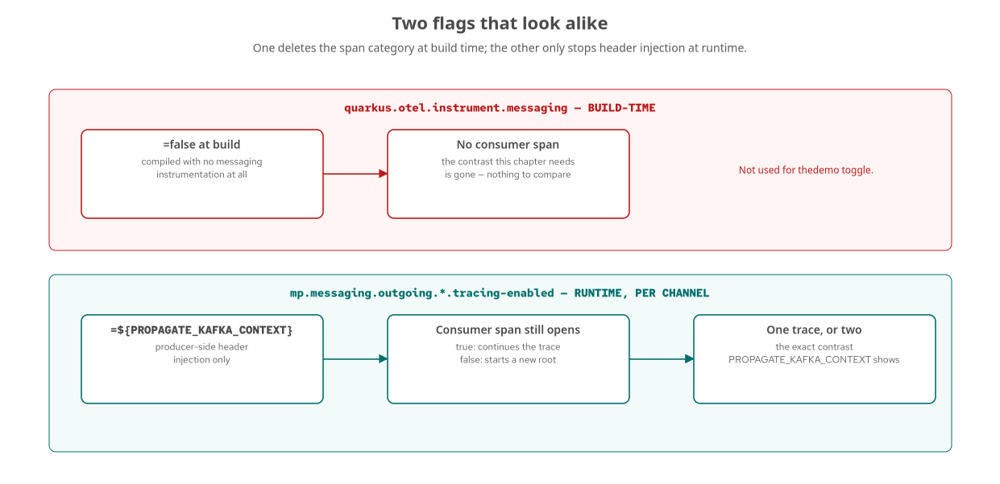 Two flags that look alike
One deletes the span category at build time; the other only stops header injection at runtime.
quarkus.otel.instrument.messaging — BUILD-TIME
=false at build
compiled with no messaging
instrumentation at all
No consumer span
the contrast this chapter needs
is gone — nothing to compare
Not used for thedemo toggle.
mp.messaging.outgoing.*.tracing-enabled — RUNTIME, PER CHANNEL
=${PROPAGATE_KAFKA_CONTEXT}
producer-side header
injection only
Consumer span still opens
true: continues the trace
false: starts a new root
One trace, or two
the exact contrast
PROPAGATE_KAFKA_CONTEXT shows